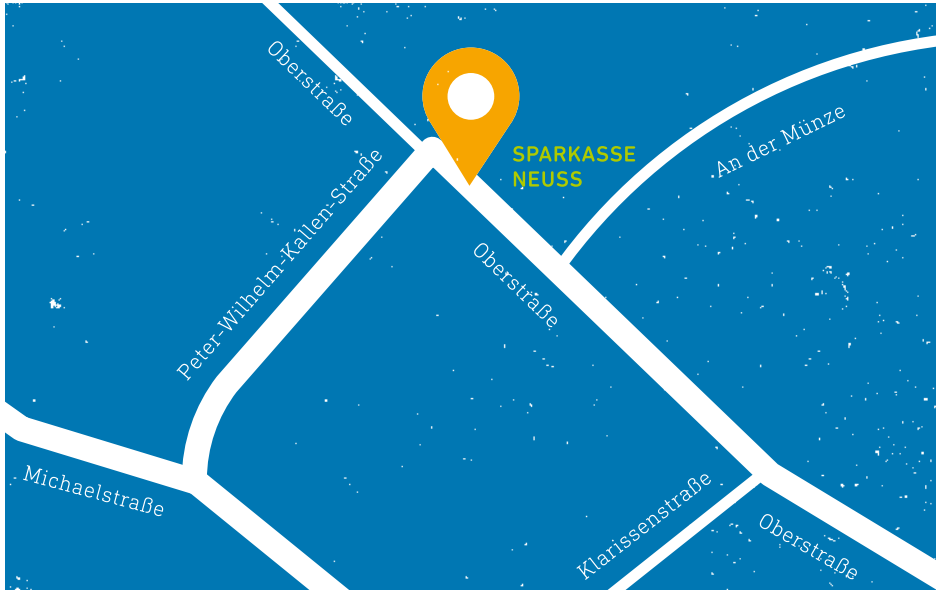 Oberstraße
An der Münze
SPARKASSE
NEUSS
Peter-Wilhelm-Kallen-Straße
Oberstraße
Michaelstraße
Klarissenstraße
Oberstraße